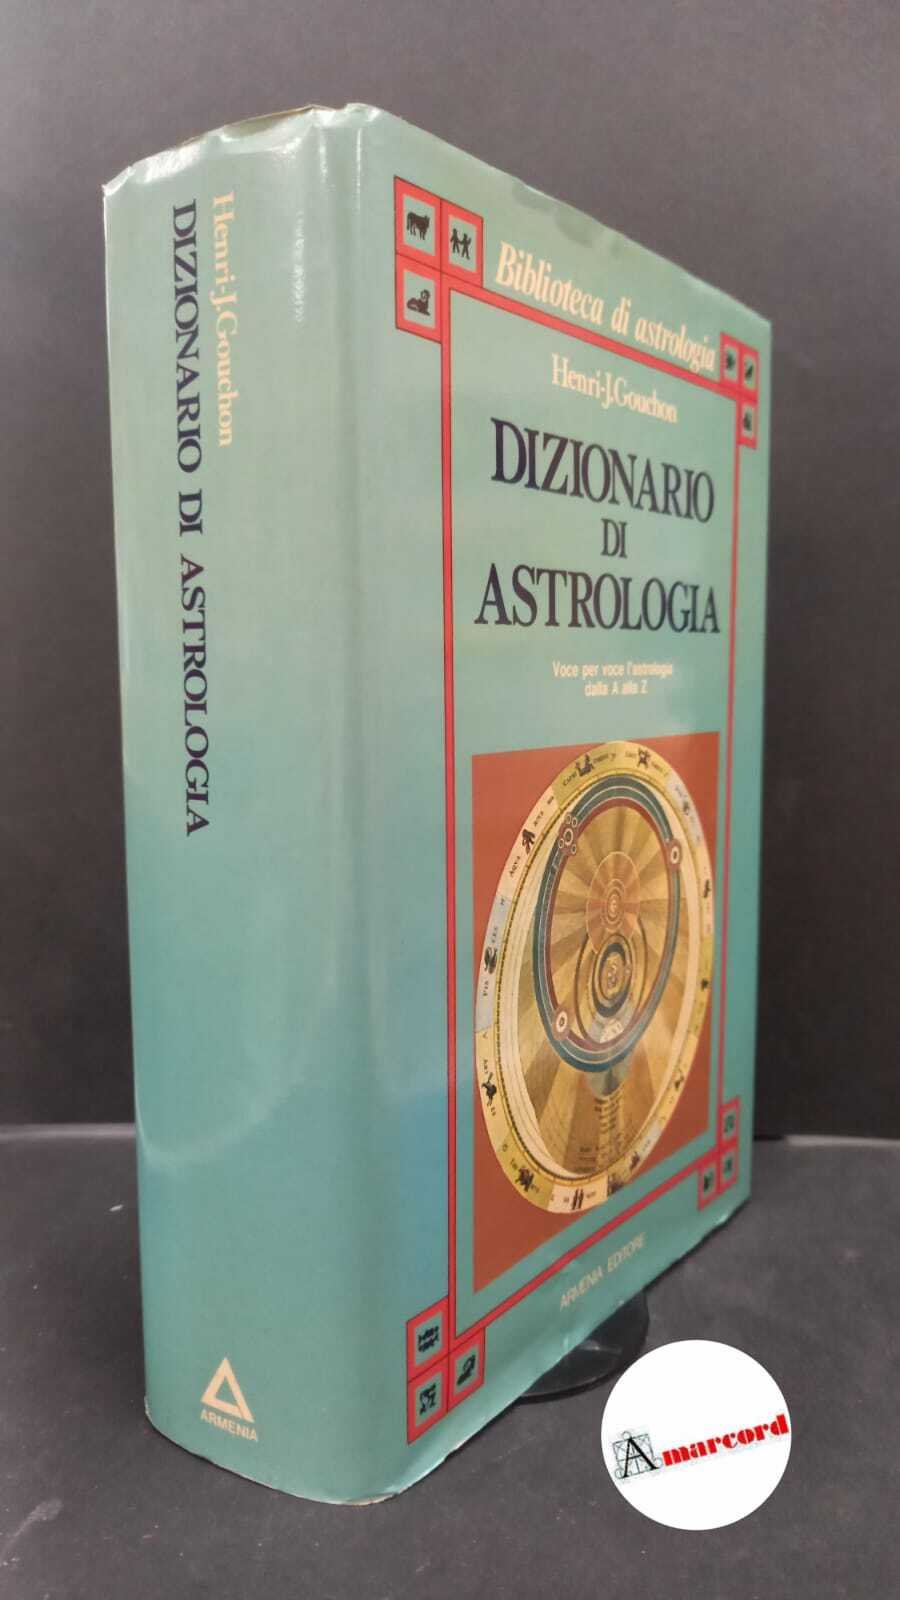 Henri-J.Gouchon
DIZIONARIO DI ASTROLOGIA
ARMENIA
Biblioteca di astrologia
Henri-J.Gouchon
DIZIONARIO
DI
ASTROLOGIA
Voce per voce l'astrologia
dalla A alla Z
ARMENIA EDITORE
Amarcord